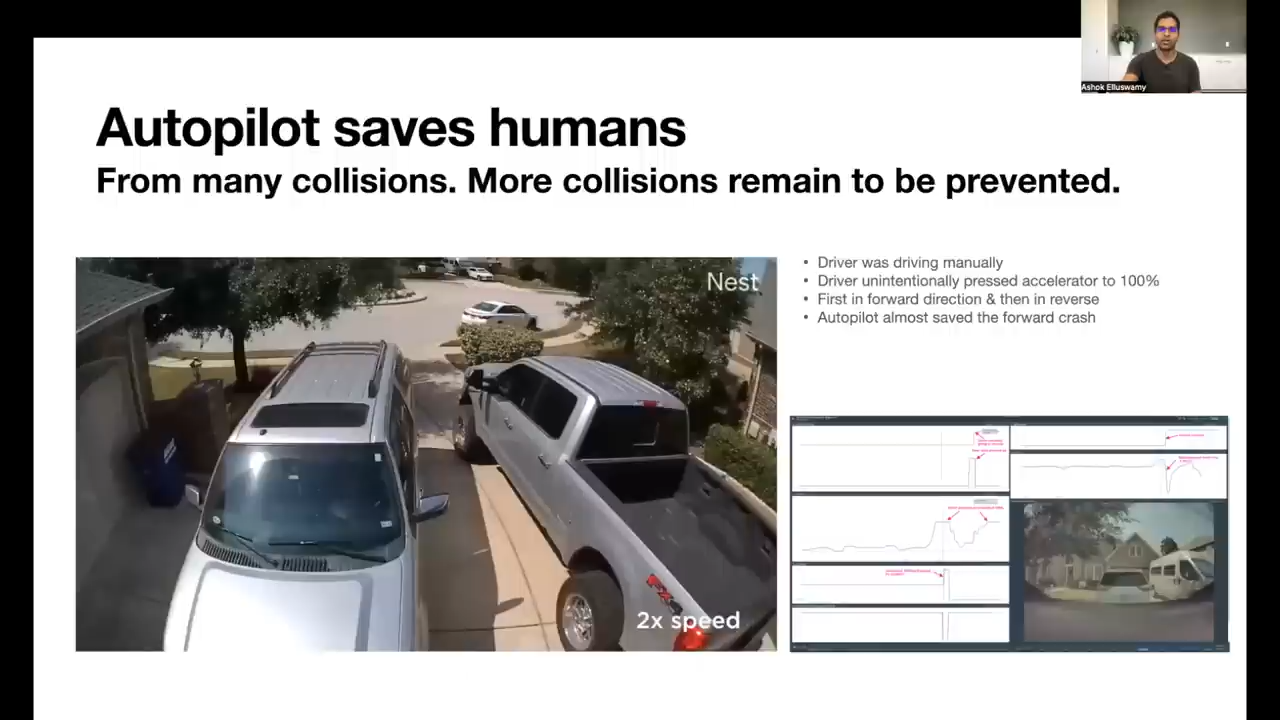 Ashok Elluswamy
Autopilot saves humans
From many collisions. More collisions remain to be prevented.
Nest
• Driver was driving manually
• Driver unintentionally pressed accelerator to 100%
• First in forward direction & then in reverse
• Autopilot almost saved the forward crash
FX4
2x speed